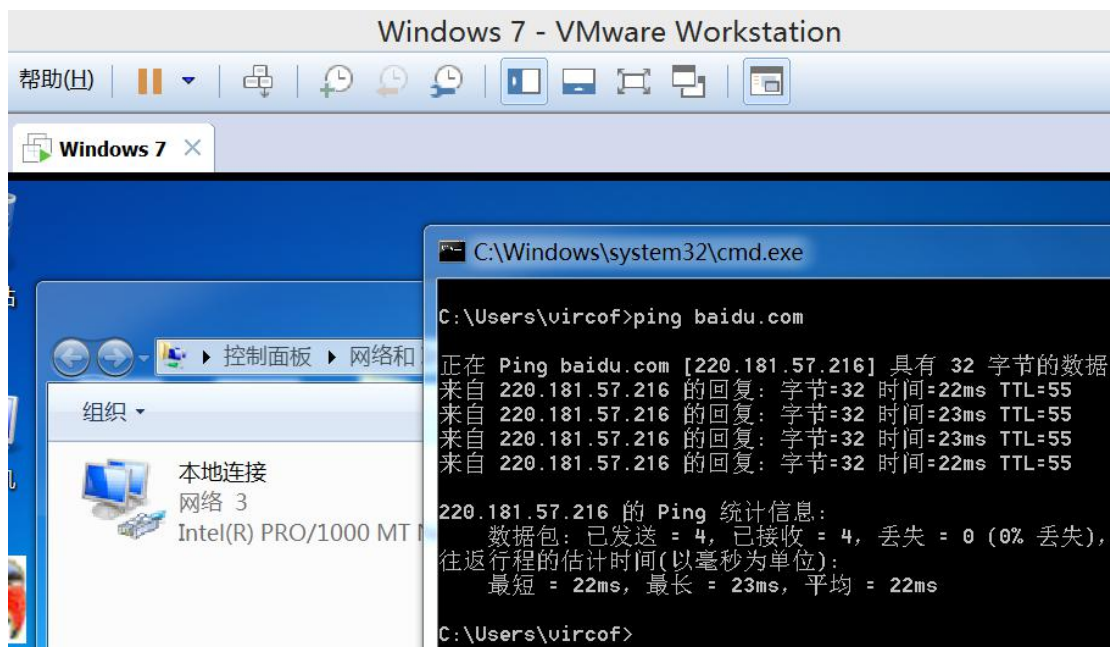 Windows 7 - VMware Workstation
帮助(H)
Windows 7
C:\Windows\system32\cmd.exe
控制面板 网络和
组织
本地连接
网络 3
Intel(R) PRO/1000 MT
C:\Users\vircof>ping baidu.com
正在 Ping baidu.com [220.181.57.216] 具有 32 字节的数据
来自 220.181.57.216 的回复: 字节=32 时间=22ms TTL=55
来自 220.181.57.216 的回复: 字节=32 时间=23ms TTL=55
来自 220.181.57.216 的回复: 字节=32 时间=23ms TTL=55
来自 220.181.57.216 的回复: 字节=32 时间=22ms TTL=55
220.181.57.216 的 Ping 统计信息:
数据包: 已发送 = 4，已接收 = 4，丢失 = 0 (0% 丢失)，
往返行程的估计时间(以毫秒为单位):
最短 = 22ms，最长 = 23ms，平均 = 22ms
C:\Users\vircof>